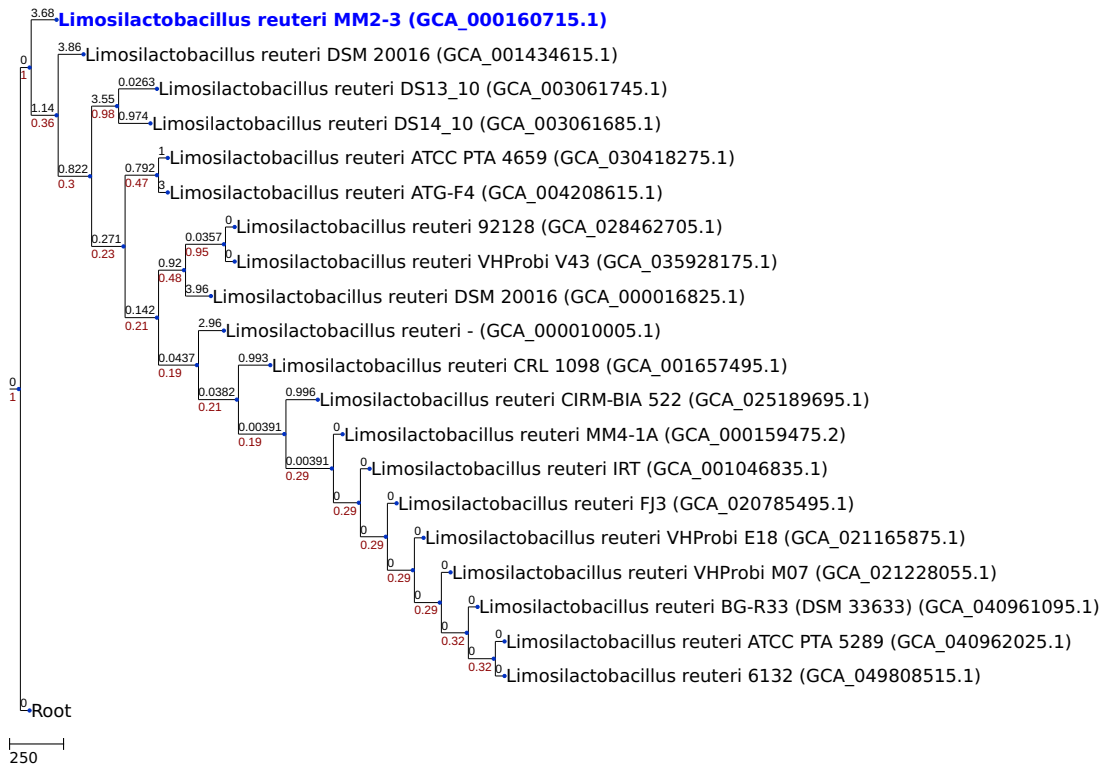 3.68
Limosilactobacillus reuteri MM2-3 (GCA_000160715.1)
3.86
Limosilactobacillus reuteri DSM 20016 (GCA_001434615.1)
0
1
0.0263
Limosilactobacillus reuteri DS13_10 (GCA_003061745.1)
3.55
0.98
1.14
0.36
0.974
Limosilactobacillus reuteri DS14_10 (GCA_003061685.1)
1
Limosilactobacillus reuteri ATCC PTA 4659 (GCA_030418275.1)
0.822
0.3
0.792
0.47
3
Limosilactobacillus reuteri ATG-F4 (GCA_004208615.1)
0
Limosilactobacillus reuteri 92128 (GCA_028462705.1)
0.271
0.23
0.0357
0.95
0
Limosilactobacillus reuteri VHProbi V43 (GCA_035928175.1)
0.92
0.48
3.96
Limosilactobacillus reuteri DSM 20016 (GCA_000016825.1)
0.142
0.21
2.96
Limosilactobacillus reuteri - (GCA_000010005.1)
0.0437
0.19
0.993
Limosilactobacillus reuteri CRL 1098 (GCA_001657495.1)
0
1
0.0382
0.21
0.996
Limosilactobacillus reuteri CIRM-BIA 522 (GCA_025189695.1)
0.00391
0.19
0
Limosilactobacillus reuteri MM4-1A (GCA_000159475.2)
0.00391
0.29
0
Limosilactobacillus reuteri IRT (GCA_001046835.1)
0
0.29
0
Limosilactobacillus reuteri FJ3 (GCA_020785495.1)
0
0.29
0
Limosilactobacillus reuteri VHProbi E18 (GCA_021165875.1)
0
0.29
0
Limosilactobacillus reuteri VHProbi M07 (GCA_021228055.1)
0
0.29
0
Limosilactobacillus reuteri BG-R33 (DSM 33633) (GCA_040961095.1)
0
0.32
0
Limosilactobacillus reuteri ATCC PTA 5289 (GCA_040962025.1)
0
0.32
0
Limosilactobacillus reuteri 6132 (GCA_049808515.1)
0
Root
250